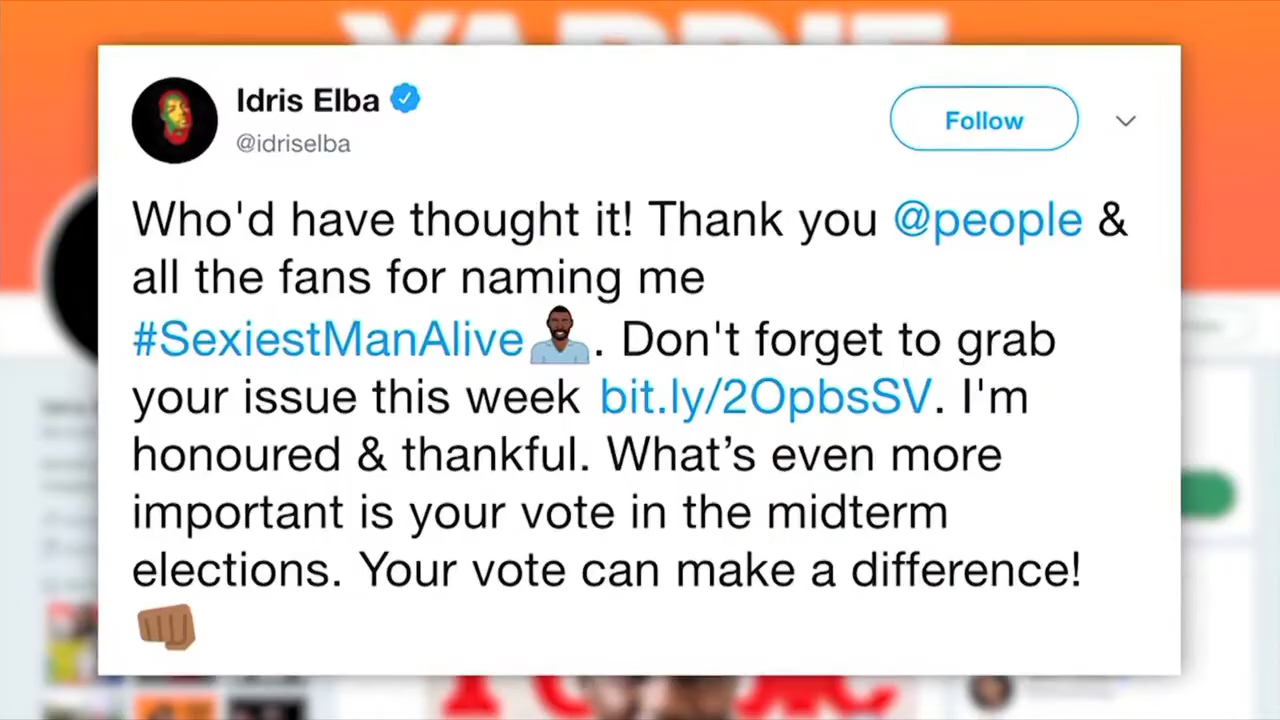 Idris Elba
@idriselba
Follow
Who'd have thought it! Thank you @people &
all the fans for naming me
#SexiestManAlive. Don't forget to grab
your issue this week bit.ly/2OpbsSV. I'm
honoured & thankful. What’s even more
important is your vote in the midterm
elections. Your vote can make a difference!